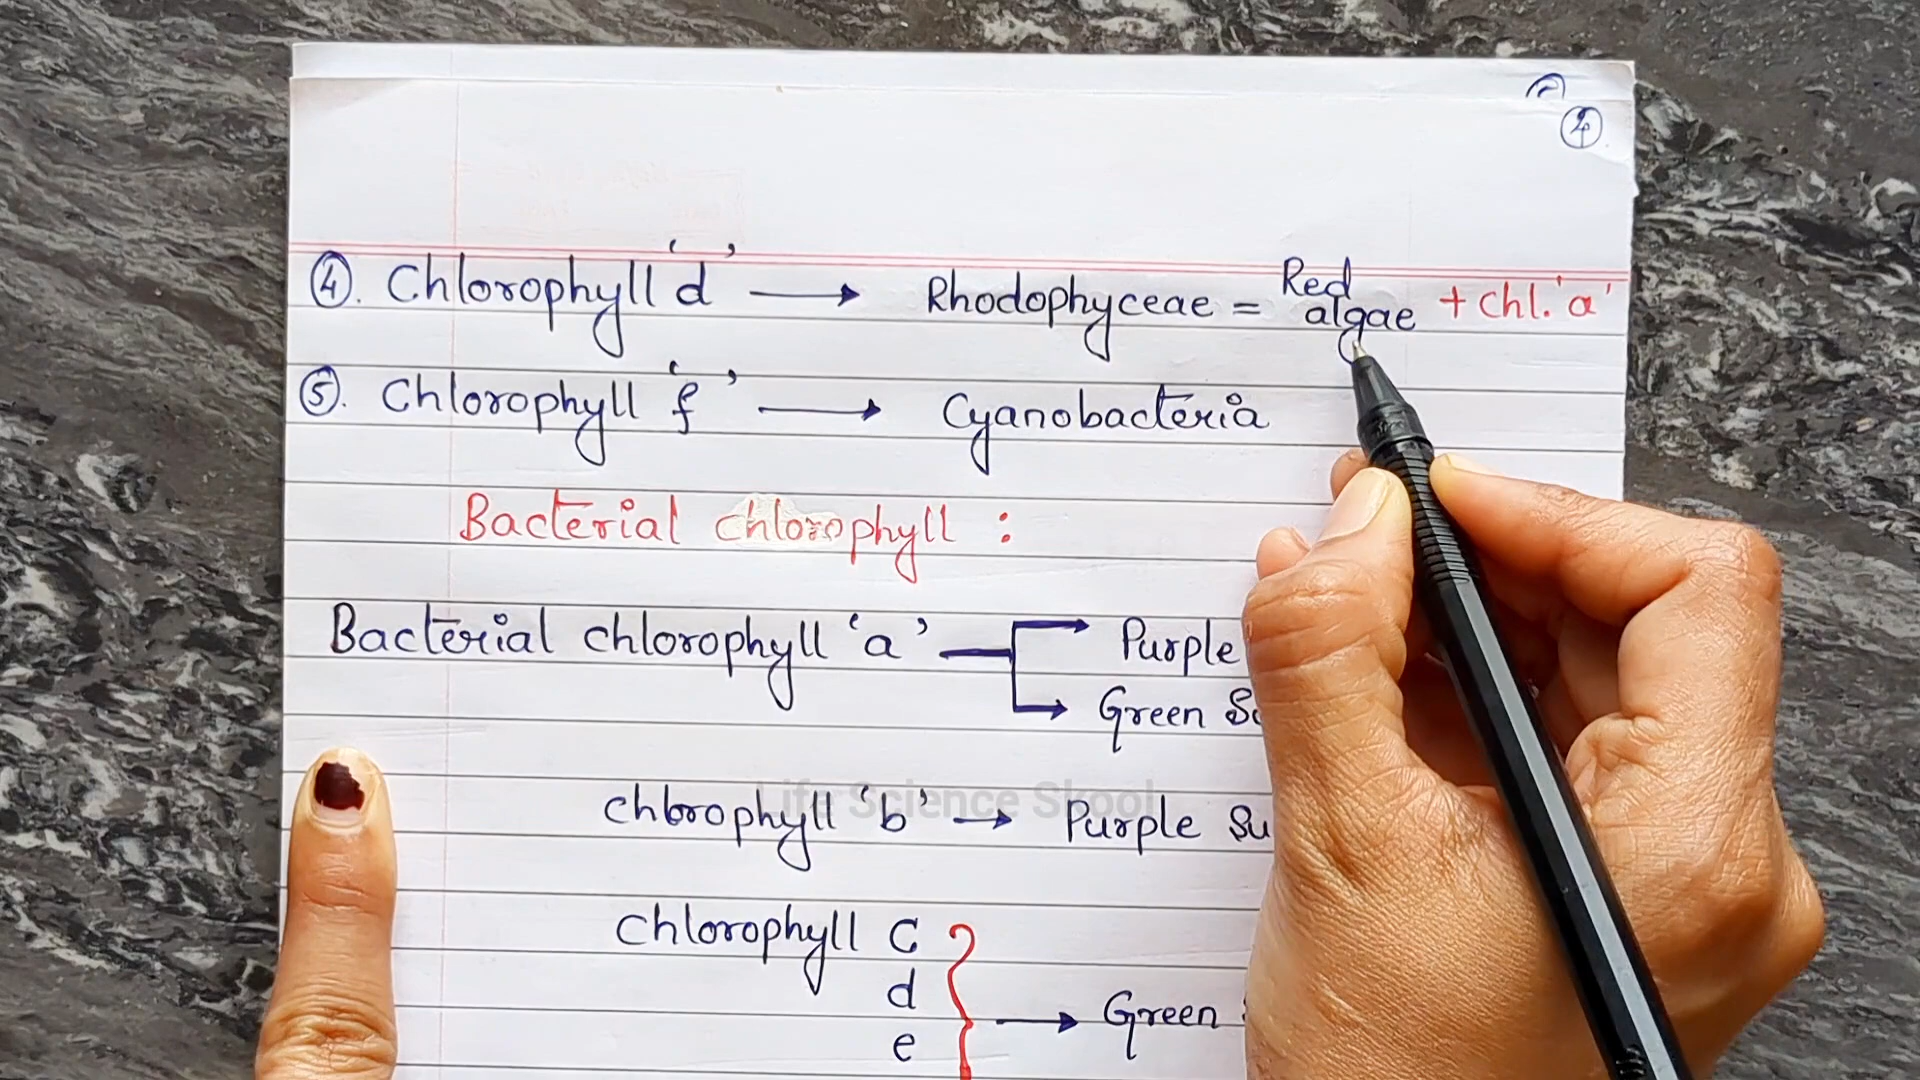 4
4. Chlorophyll 'd' → Rhodophyceae = Red algae + chl. 'a'
5. Chlorophyll 'f' → Cyanobacteria
Bacterial chlorophyll :
Bacterial chlorophyll 'a' → Purple
→ Green
Life Science Skool
chlorophyll 'b' → Purple Su
Chlorophyll C
d
e
→ Green